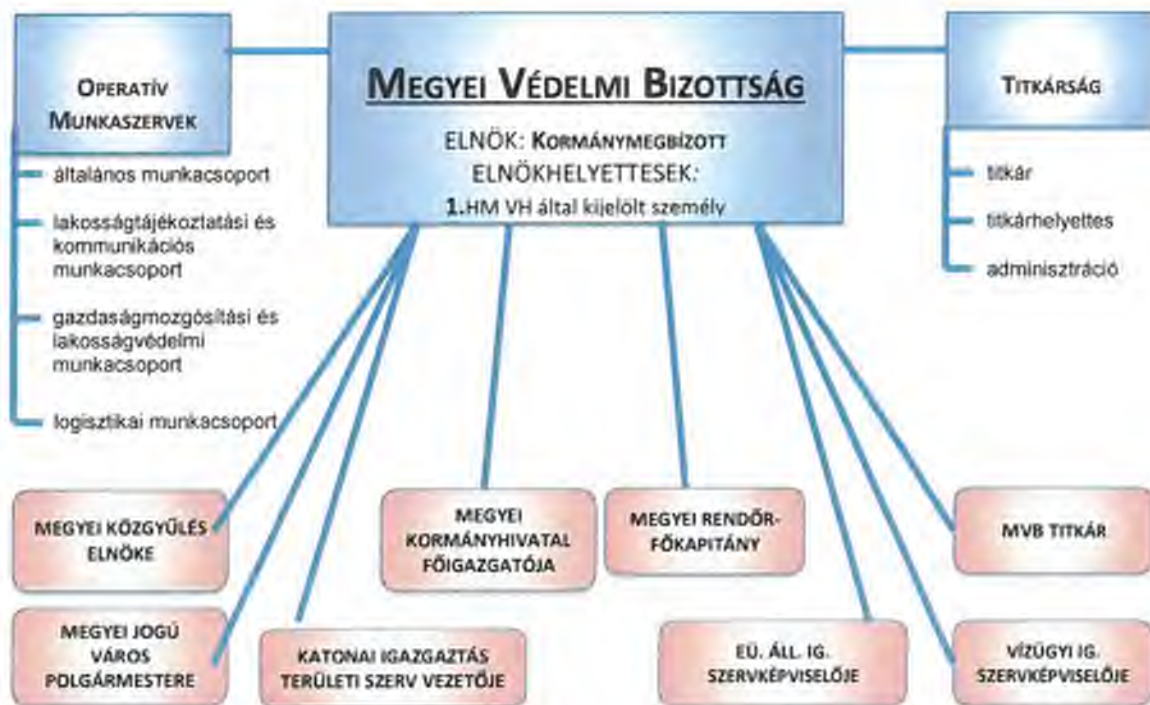 OPERATÍV
MUNKASZERVEK
általános munkacsoport
lakosságtájékoztatási és
kommunikációs
munkacsoport
gazdaságmozgósítási és
lakosságvédelmi
munkacsoport
logisztikai munkacsoport
MEGYEI VÉDELMI BIZOTTSÁG
ELNÖK: KORMÁNYMEGBÍZOTT
ELNÖKHELYETTESEK:
1.HM VH által kijelölt személy
TITKÁRSÁG
titkár
titkárhelyettes
adminisztráció
MEGYEI KÖZGYŰLÉS
ELNÖKE
MEGYEI
KORMÁNYHIVATAL
FŐIGAZGATÓJA
MEGYEI RENDŐR-
FŐKAPITÁNY
MVB TITKÁR
MEGYEI JOGÚ
VÁROS
POLGÁRMESTERE
KATONAI IGAZGAZTÁS
TERÜLETI SZERV VEZETŐJE
EÜ. ÁLL. IG.
SZERVKÉPVISELŐJE
VÍZÜGYI IG.
SZERVKÉPVISELŐJE